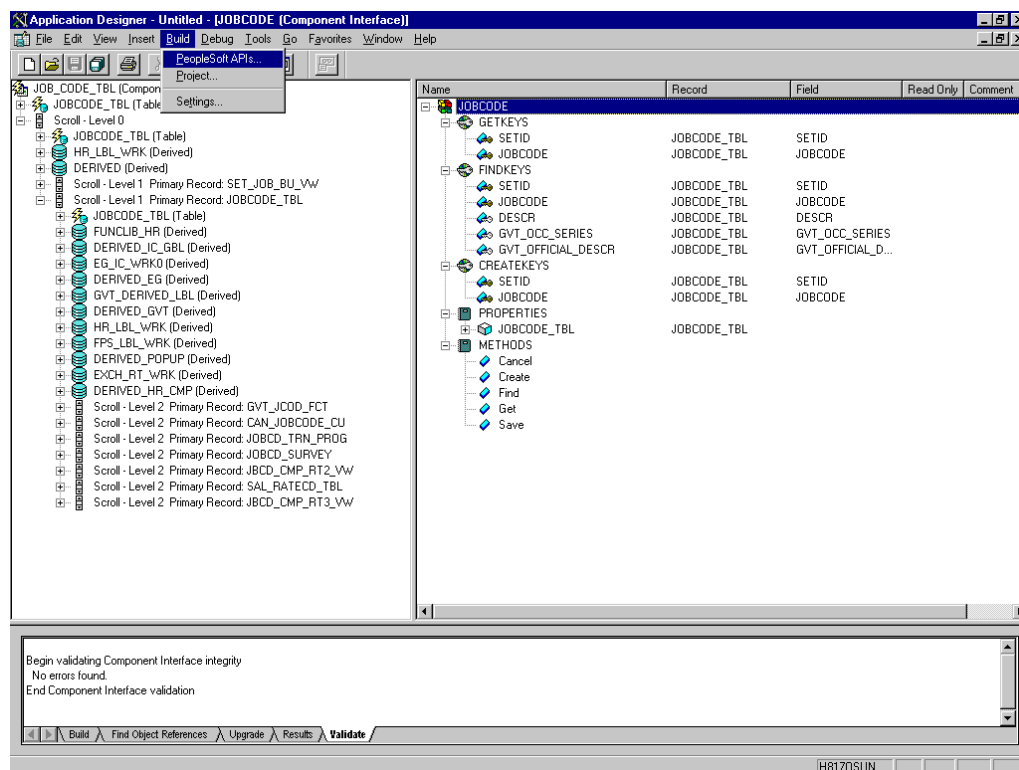 Application Designer - Untitled - [JOBCODE (Component Interface)]
File Edit View Insert Build Debug Tools Go Favorites Window Help
PeopleSoft APIs...
Project...
Settings...
JOB_CODE_TBL (Compon
JOBCODE_TBL (Table
Scroll - Level 0
JOBCODE_TBL (Table)
HR_LBL_WRK (Derived)
DERIVED (Derived)
Scroll - Level 1 Primary Record: SET_JOB_BU_VW
Scroll - Level 1 Primary Record: JOBCODE_TBL
JOBCODE_TBL (Table)
FUNCLIB_HR (Derived)
DERIVED_IC_GBL (Derived)
EG_IC_WRK0 (Derived)
DERIVED_EG (Derived)
GVT_DERIVED_LBL (Derived)
DERIVED_GVT (Derived)
HR_LBL_WRK (Derived)
FPS_LBL_WRK (Derived)
DERIVED_POPUP (Derived)
EXCH_RT_WRK (Derived)
DERIVED_HR_CMP (Derived)
Scroll - Level 2 Primary Record: GVT_JCOD_FCT
Scroll - Level 2 Primary Record: CAN_JOBCODE_CU
Scroll - Level 2 Primary Record: JOBCD_TRN_PROG
Scroll - Level 2 Primary Record: JOBCD_SURVEY
Scroll - Level 2 Primary Record: JBCD_CMP_RT2_VW
Scroll - Level 2 Primary Record: SAL_RATECD_TBL
Scroll - Level 2 Primary Record: JBCD_CMP_RT3_VW
Name Record Field Read Only Comment
JOBCODE
GETKEYS
SETID JOBCODE_TBL SETID
JOBCODE JOBCODE_TBL JOBCODE
FINDKEYS
SETID JOBCODE_TBL SETID
JOBCODE JOBCODE_TBL JOBCODE
DESCR JOBCODE_TBL DESCR
GVT_OCC_SERIES JOBCODE_TBL GVT_OCC_SERIES
GVT_OFFICIAL_DESCR JOBCODE_TBL GVT_OFFICIAL_D...
CREATEKEYS
SETID JOBCODE_TBL SETID
JOBCODE JOBCODE_TBL JOBCODE
PROPERTIES
JOBCODE_TBL JOBCODE_TBL
METHODS
Cancel
Create
Find
Get
Save
Begin validating Component Interface integrity
No errors found.
End Component Interface validation
Build Find Object References Upgrade Results Validate
H8170SUN